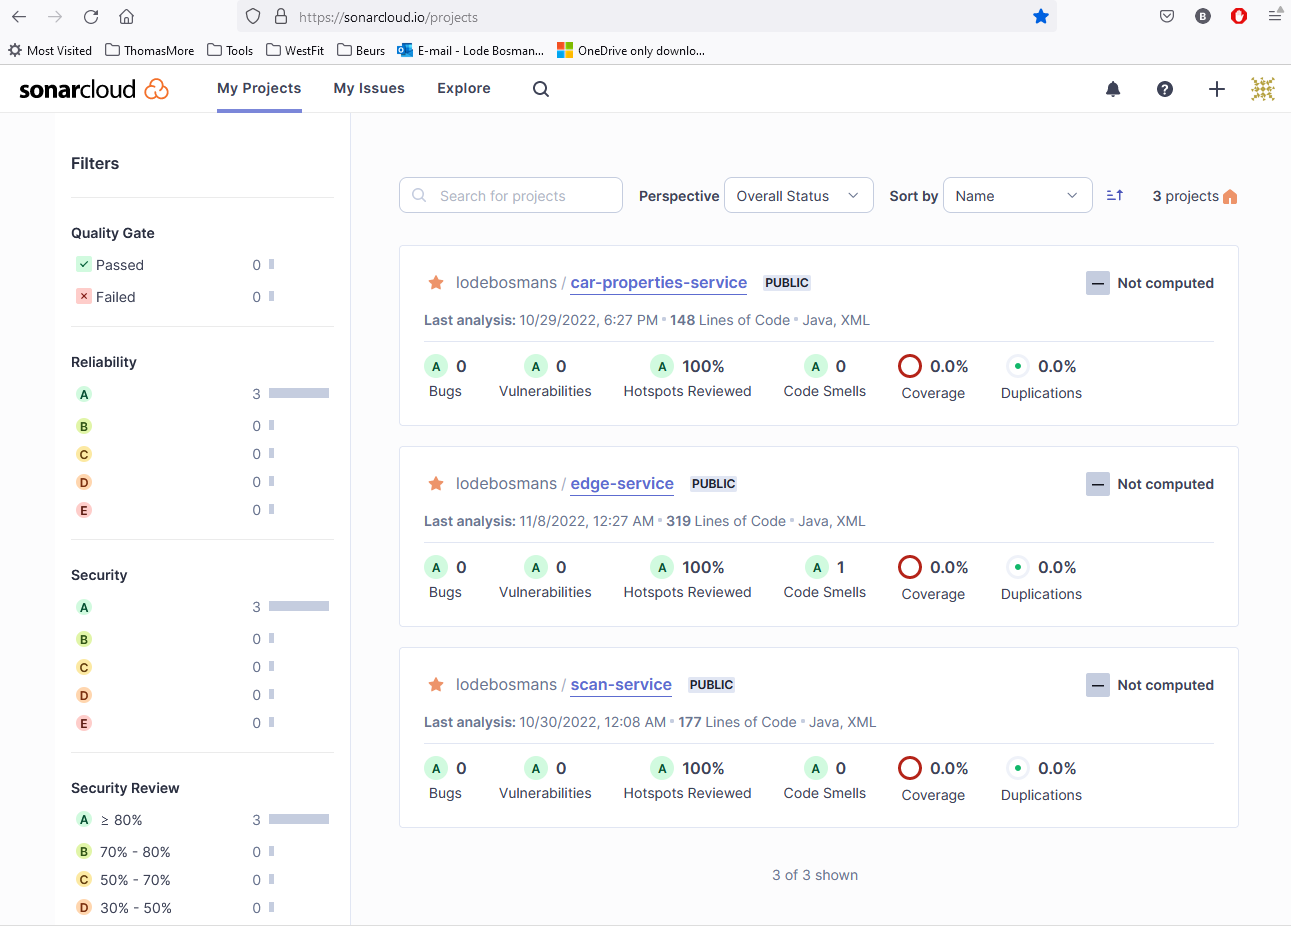 https://sonarcloud.io/projects
B
Most Visited ThomasMore Tools WestFit Beurs E-mail - Lode Bosman... OneDrive only downlo...
sonarcloud My Projects My Issues Explore ?
Filters
Search for projects Perspective Overall Status Sort by Name 3 projects
Quality Gate
Passed 0
Failed 0
Reliability
A 3
B 0
C 0
D 0
E 0
Security
A 3
B 0
C 0
D 0
E 0
Security Review
A ≥ 80% 3
B 70% - 80% 0
C 50% - 70% 0
D 30% - 50% 0
lodebosmans / car-properties-service PUBLIC Not computed
Last analysis: 10/29/2022, 6:27 PM • 148 Lines of Code • Java, XML
A 0 A 0 A 100% A 0 0.0% 0.0%
Bugs Vulnerabilities Hotspots Reviewed Code Smells Coverage Duplications
lodebosmans / edge-service PUBLIC Not computed
Last analysis: 11/8/2022, 12:27 AM • 319 Lines of Code • Java, XML
A 0 A 0 A 100% A 1 0.0% 0.0%
Bugs Vulnerabilities Hotspots Reviewed Code Smells Coverage Duplications
lodebosmans / scan-service PUBLIC Not computed
Last analysis: 10/30/2022, 12:08 AM • 177 Lines of Code • Java, XML
A 0 A 0 A 100% A 0 0.0% 0.0%
Bugs Vulnerabilities Hotspots Reviewed Code Smells Coverage Duplications
3 of 3 shown